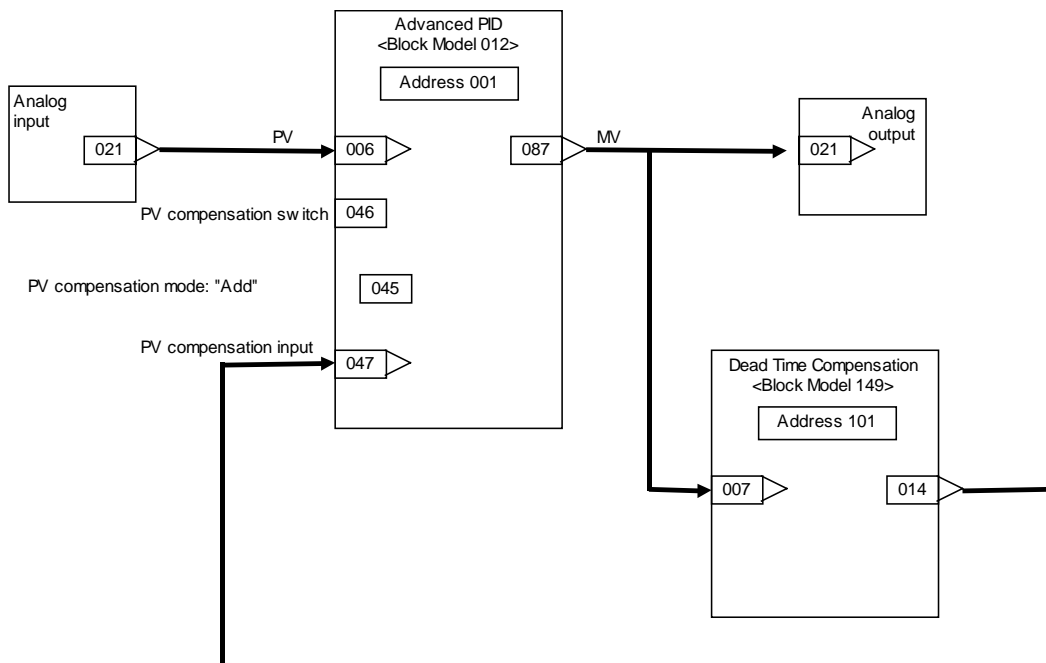 Advanced PID
<Block Model 012>
Address 001
Analog
input
021
PV
006
087
MV
Analog
output
021
PV compensation switch
046
PV compensation mode: "Add"
045
PV compensation input
047
Dead Time Compensation
<Block Model 149>
Address 101
007
014